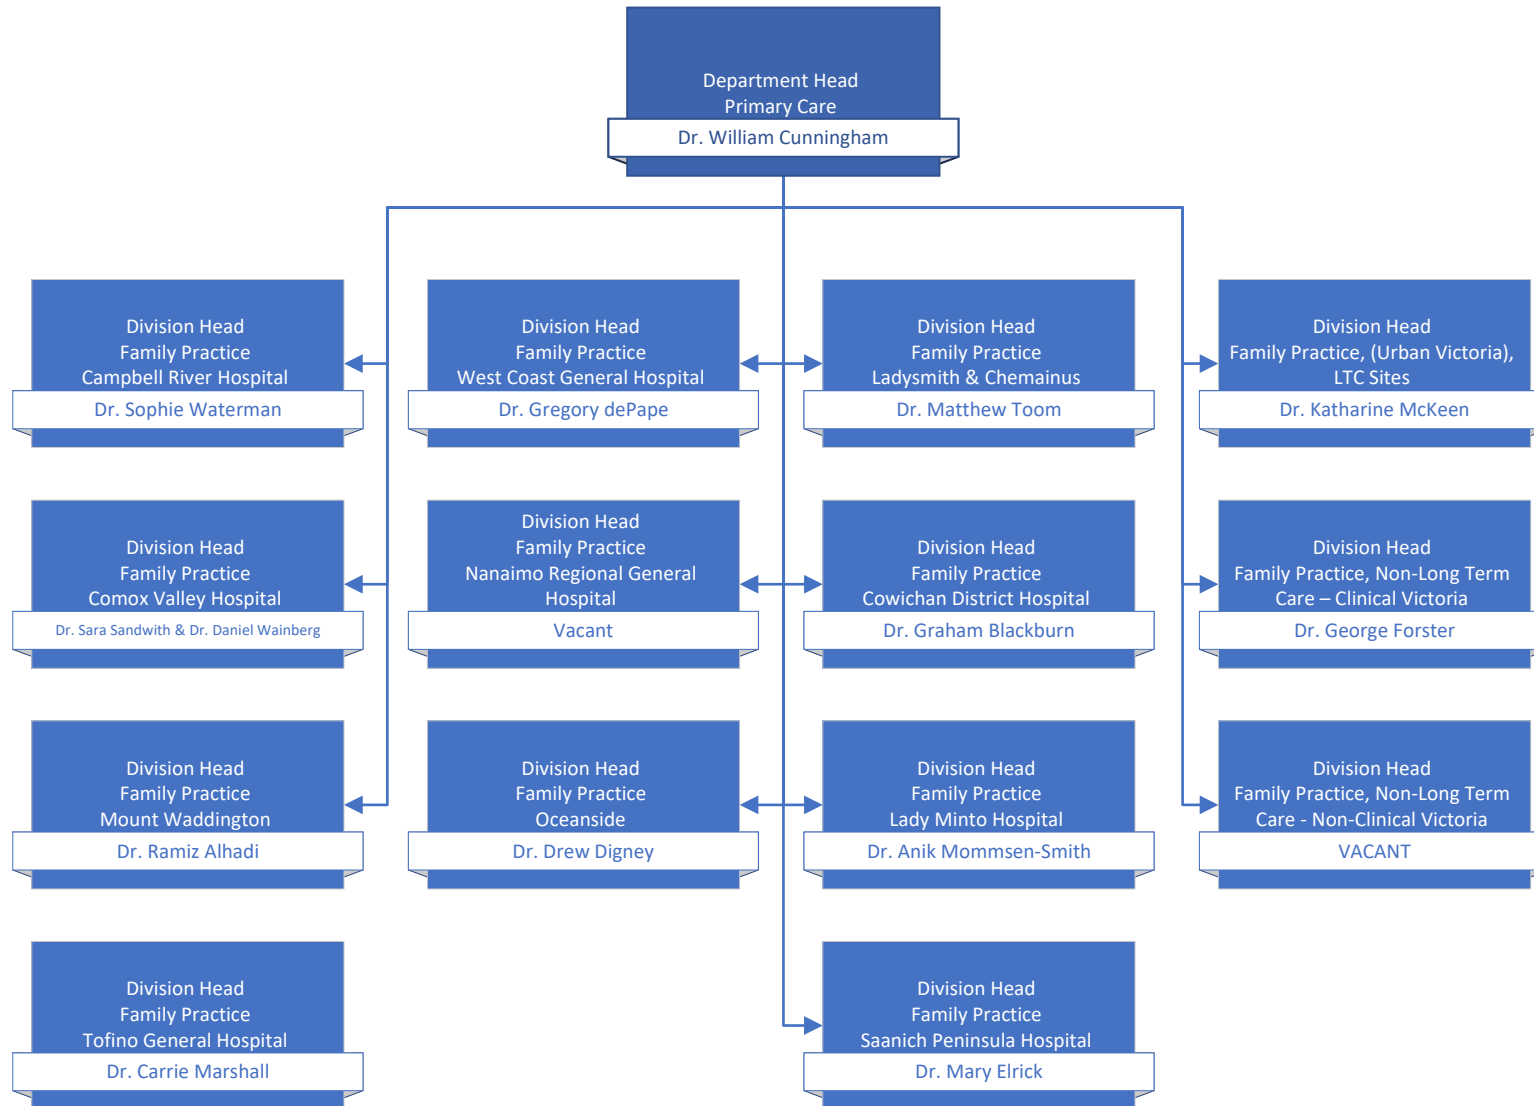 Department Head
Primary Care
Dr. William Cunningham
Division Head
Family Practice
Campbell River Hospital
Dr. Sophie Waterman
Division Head
Family Practice
West Coast General Hospital
Dr. Gregory dePape
Division Head
Family Practice
Ladysmith & Chemainus
Dr. Matthew Toom
Division Head
Family Practice, (Urban Victoria),
LTC Sites
Dr. Katharine McKeen
Division Head
Family Practice
Comox Valley Hospital
Dr. Sara Sandwith & Dr. Daniel Wainberg
Division Head
Family Practice
Nanaimo Regional General
Hospital
Vacant
Division Head
Family Practice
Cowichan District Hospital
Dr. Graham Blackburn
Division Head
Family Practice, Non-Long Term
Care – Clinical Victoria
Dr. George Forster
Division Head
Family Practice
Mount Waddington
Dr. Ramiz Alhadi
Division Head
Family Practice
Oceanside
Dr. Drew Digney
Division Head
Family Practice
Lady Minto Hospital
Dr. Anik Mommsen-Smith
Division Head
Family Practice, Non-Long Term
Care - Non-Clinical Victoria
VACANT
Division Head
Family Practice
Tofino General Hospital
Dr. Carrie Marshall
Division Head
Family Practice
Saanich Peninsula Hospital
Dr. Mary Elrick